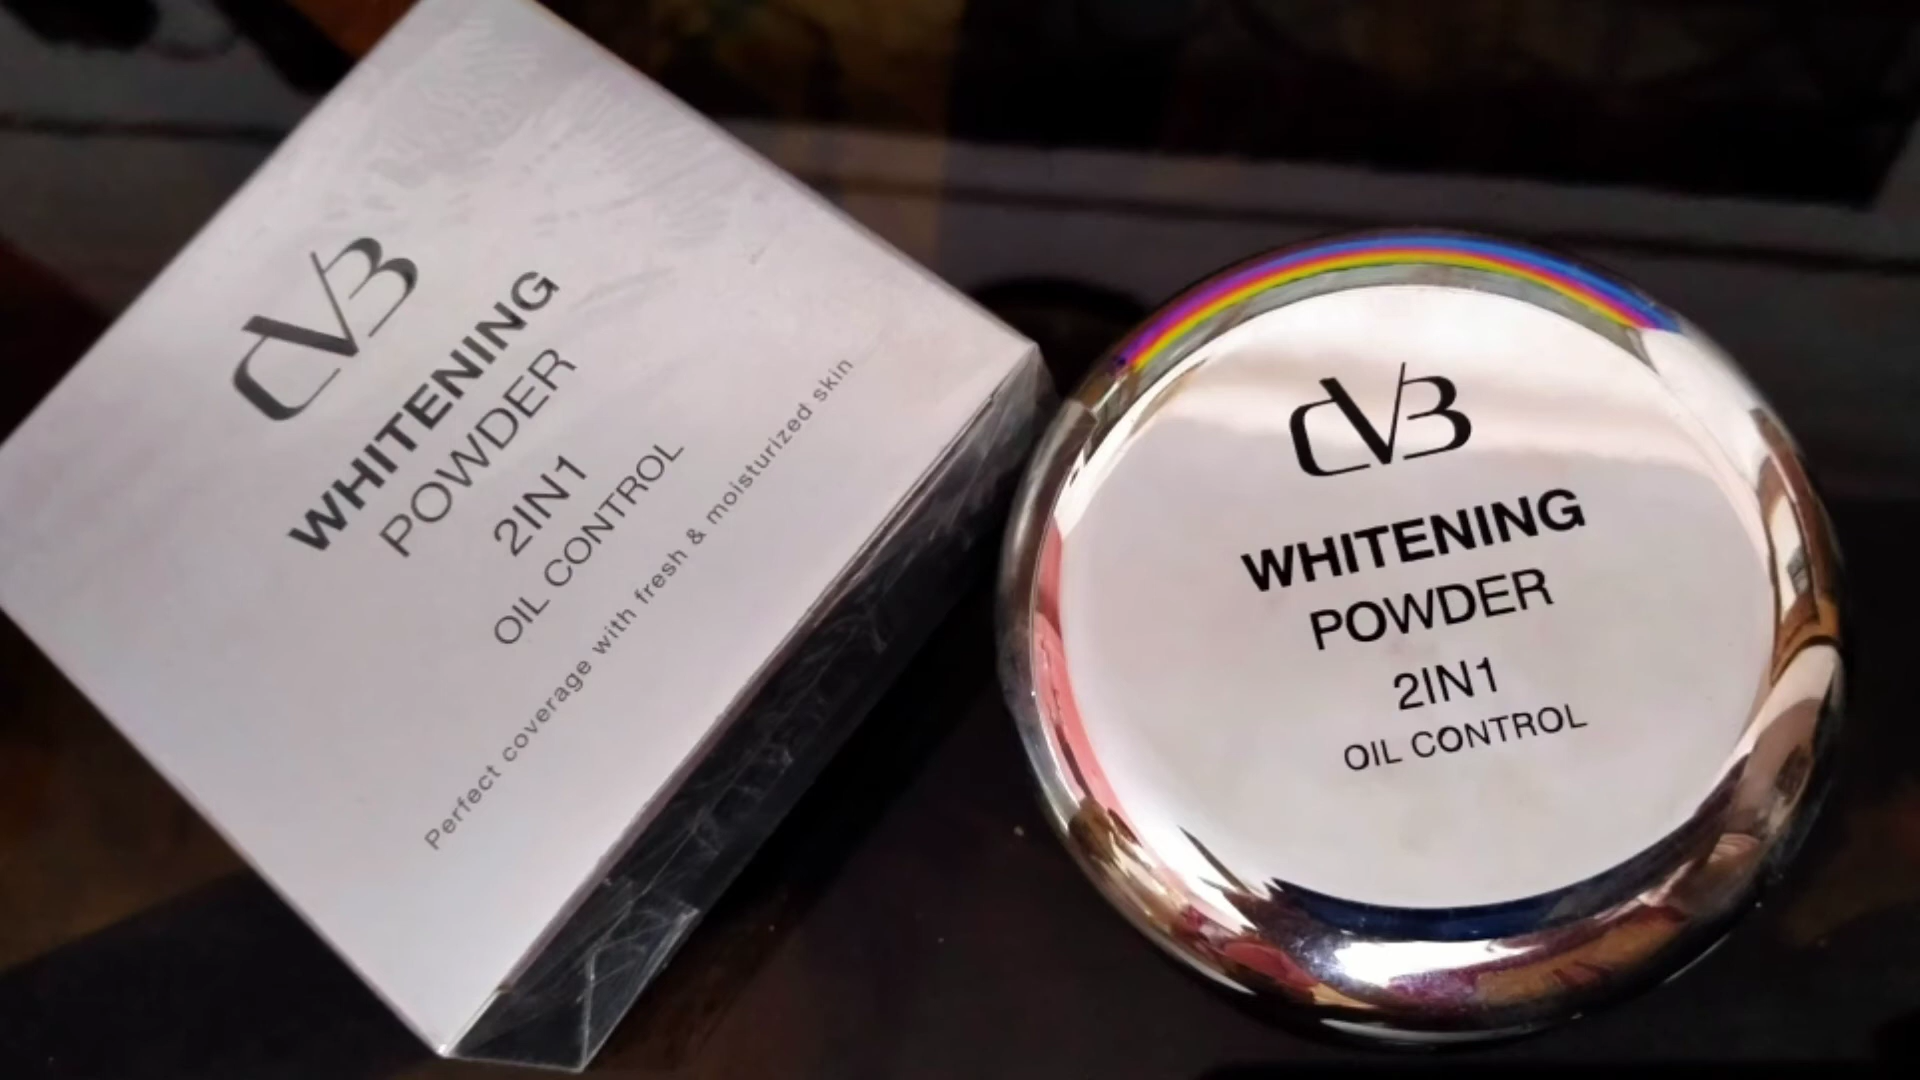 CVB
WHITENING
POWDER
2IN1
OIL CONTROL
Perfect coverage with fresh & moisturized skin
CVB
WHITENING
POWDER
2IN1
OIL CONTROL